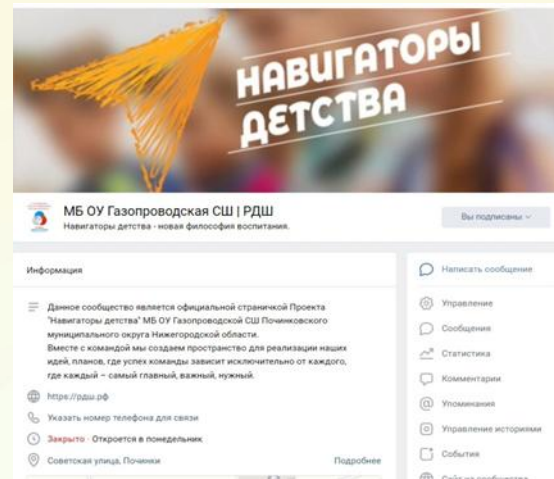 НАВИГАТОРЫ
ДЕТСТВА
МБ ОУ Газопроводская СШ | РДШ
Навигаторы детства - новая философия воспитания.
Вы подписаны
Информация
Данное сообщество является официальной страничкой Проекта
"Навигаторы детства" МБ ОУ Газопроводской СШ Починковского
муниципального округа Нижегородской области.
Вместе с командой мы создаем пространство для реализации наших
идей, планов, где успех команды зависит исключительно от каждого,
где каждый – самый главный, важный, нужный.
https://рдш.рф
Указать номер телефона для связи
Закрыто · Откроется в понедельник
Советская улица, Починки
Подробнее
Написать сообщение
Управление
Сообщения
Статистика
Комментарии
Упоминания
Управление историями
События